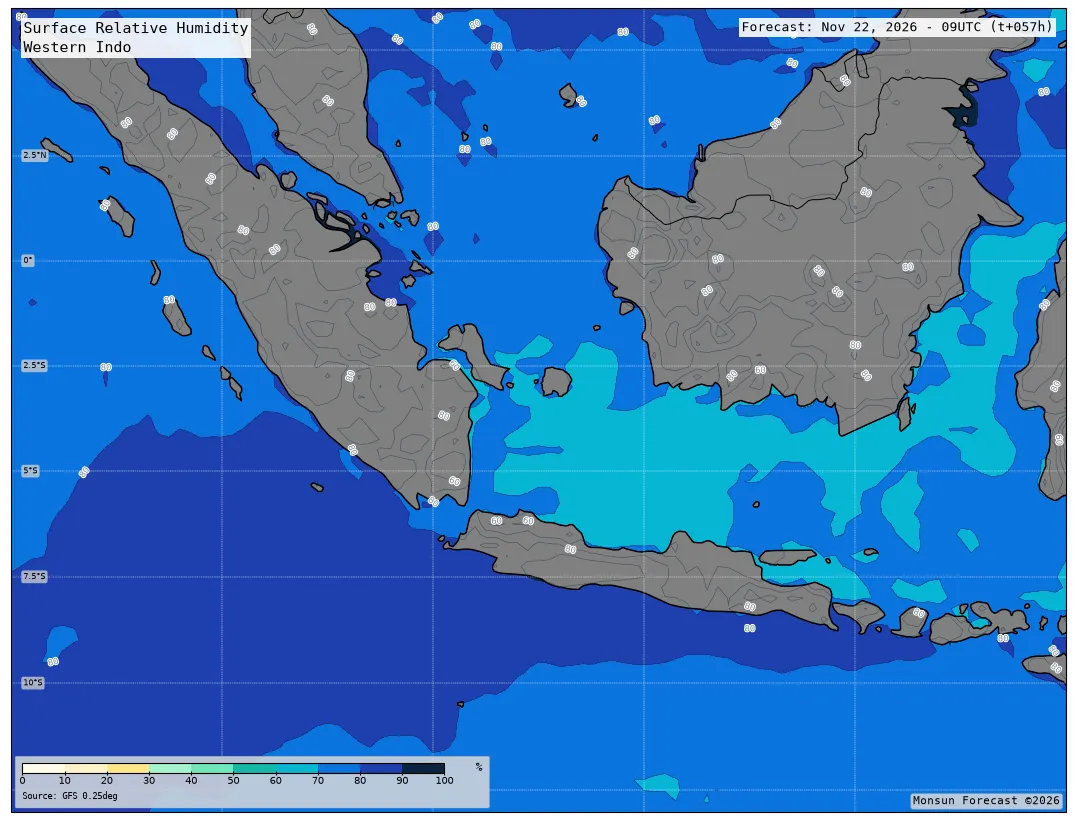 Surface Relative Humidity
Western Indo
Forecast: Nov 22, 2026 - 09UTC (t+057h)
2.5°N
0°
2.5°S
5°S
7.5°S
10°S
%
0 10 20 30 40 50 60 70 80 90 100
Source: GFS 0.25deg
Monsun Forecast ©2026